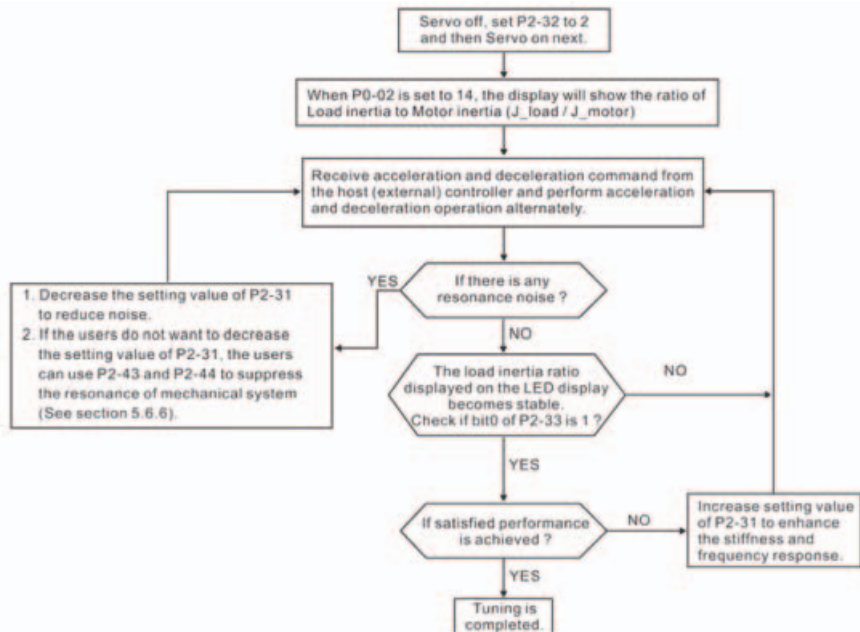 Servo off, set P2-32 to 2
and then Servo on next.
When P0-02 is set to 14, the display will show the ratio of
Load inertia to Motor inertia (J_load / J_motor)
Receive acceleration and deceleration command from
the host (external) controller and perform acceleration
and deceleration operation alternately.
YES
If there is any
resonance noise ?
1. Decrease the setting value of P2-31
to reduce noise.
2. If the users do not want to decrease
the setting value of P2-31, the users
can use P2-43 and P2-44 to suppress
the resonance of mechanical system
(See section 5.6.6).
NO
The load inertia ratio
displayed on the LED display
becomes stable.
Check if bit0 of P2-33 is 1 ?
NO
YES
If satisfied performance
is achieved ?
NO
Increase setting value
of P2-31 to enhance
the stiffness and
frequency response.
YES
Tuning is
completed.